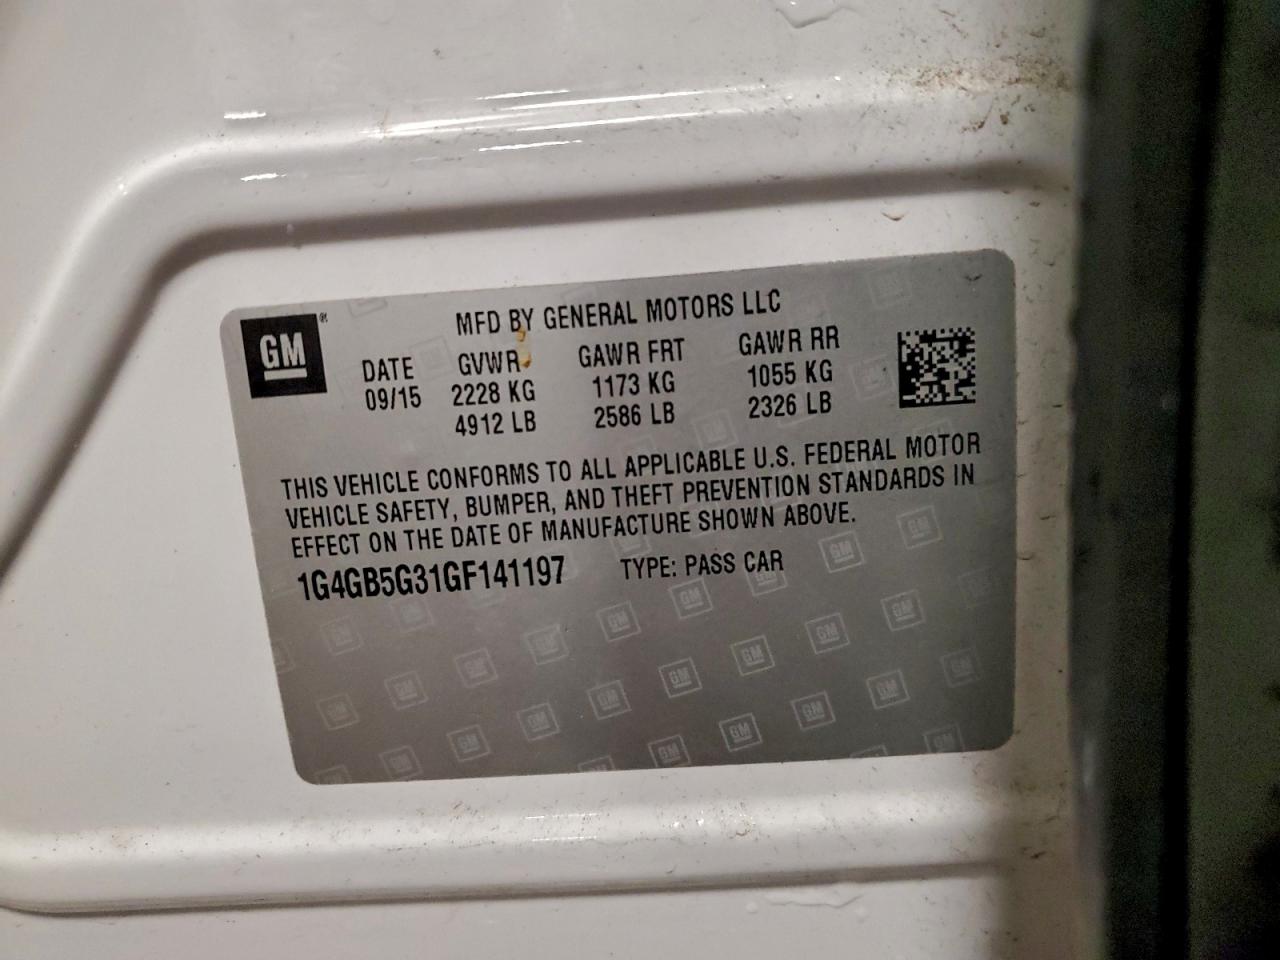 GM®
MFD BY GENERAL MOTORS LLC
DATE GVWR GAWR FRT GAWR RR
09/15 2228 KG 1173 KG 1055 KG
4912 LB 2586 LB 2326 LB
THIS VEHICLE CONFORMS TO ALL APPLICABLE U.S. FEDERAL MOTOR
VEHICLE SAFETY, BUMPER, AND THEFT PREVENTION STANDARDS IN
EFFECT ON THE DATE OF MANUFACTURE SHOWN ABOVE.
1G4GB5G31GF141197 TYPE: PASS CAR